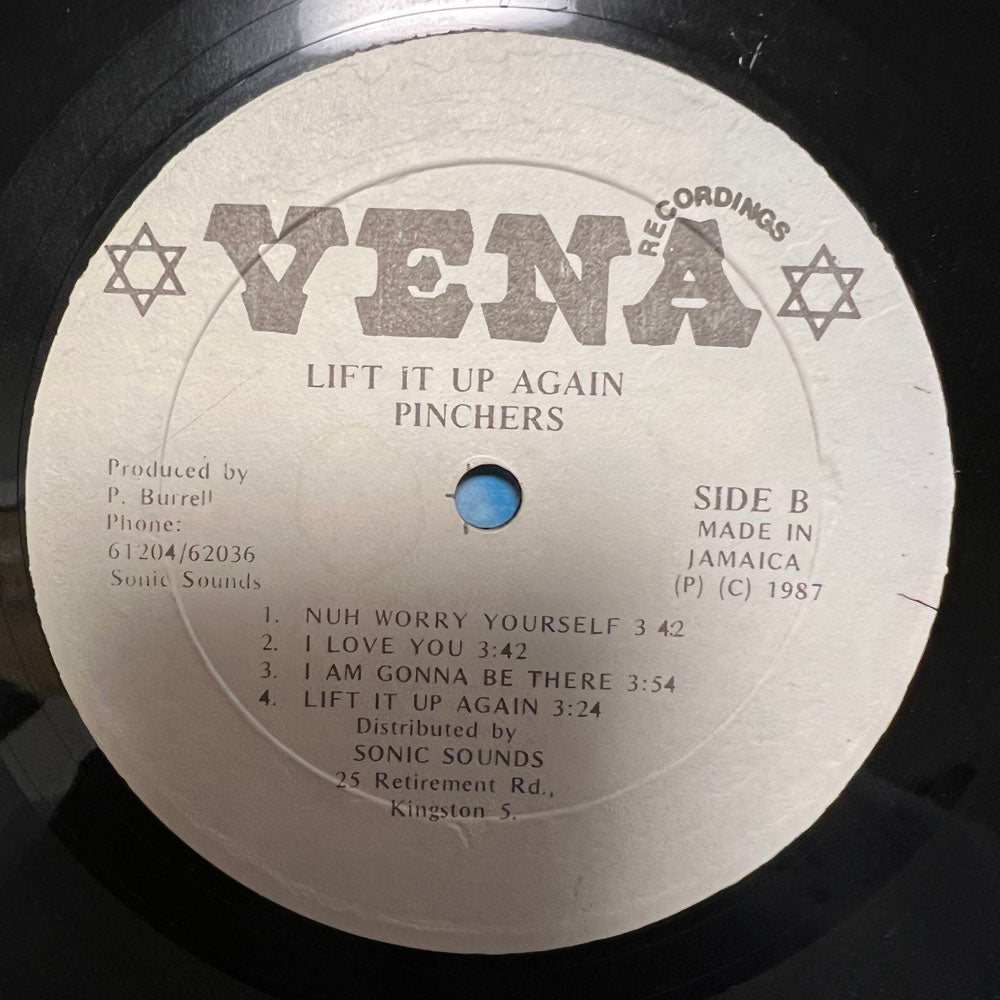 VENA
RECORDINGS
LIFT IT UP AGAIN
PINCHERS
Produced by
P. Burrell
Phone:
61204/62036
Sonic Sounds
SIDE B
MADE IN
JAMAICA
(P) (C) 1987
1. NUH WORRY YOURSELF 3 42
2. I LOVE YOU 3:42
3. I AM GONNA BE THERE 3:54
4. LIFT IT UP AGAIN 3:24
Distributed by
SONIC SOUNDS
25 Retirement Rd.,
Kingston 5.